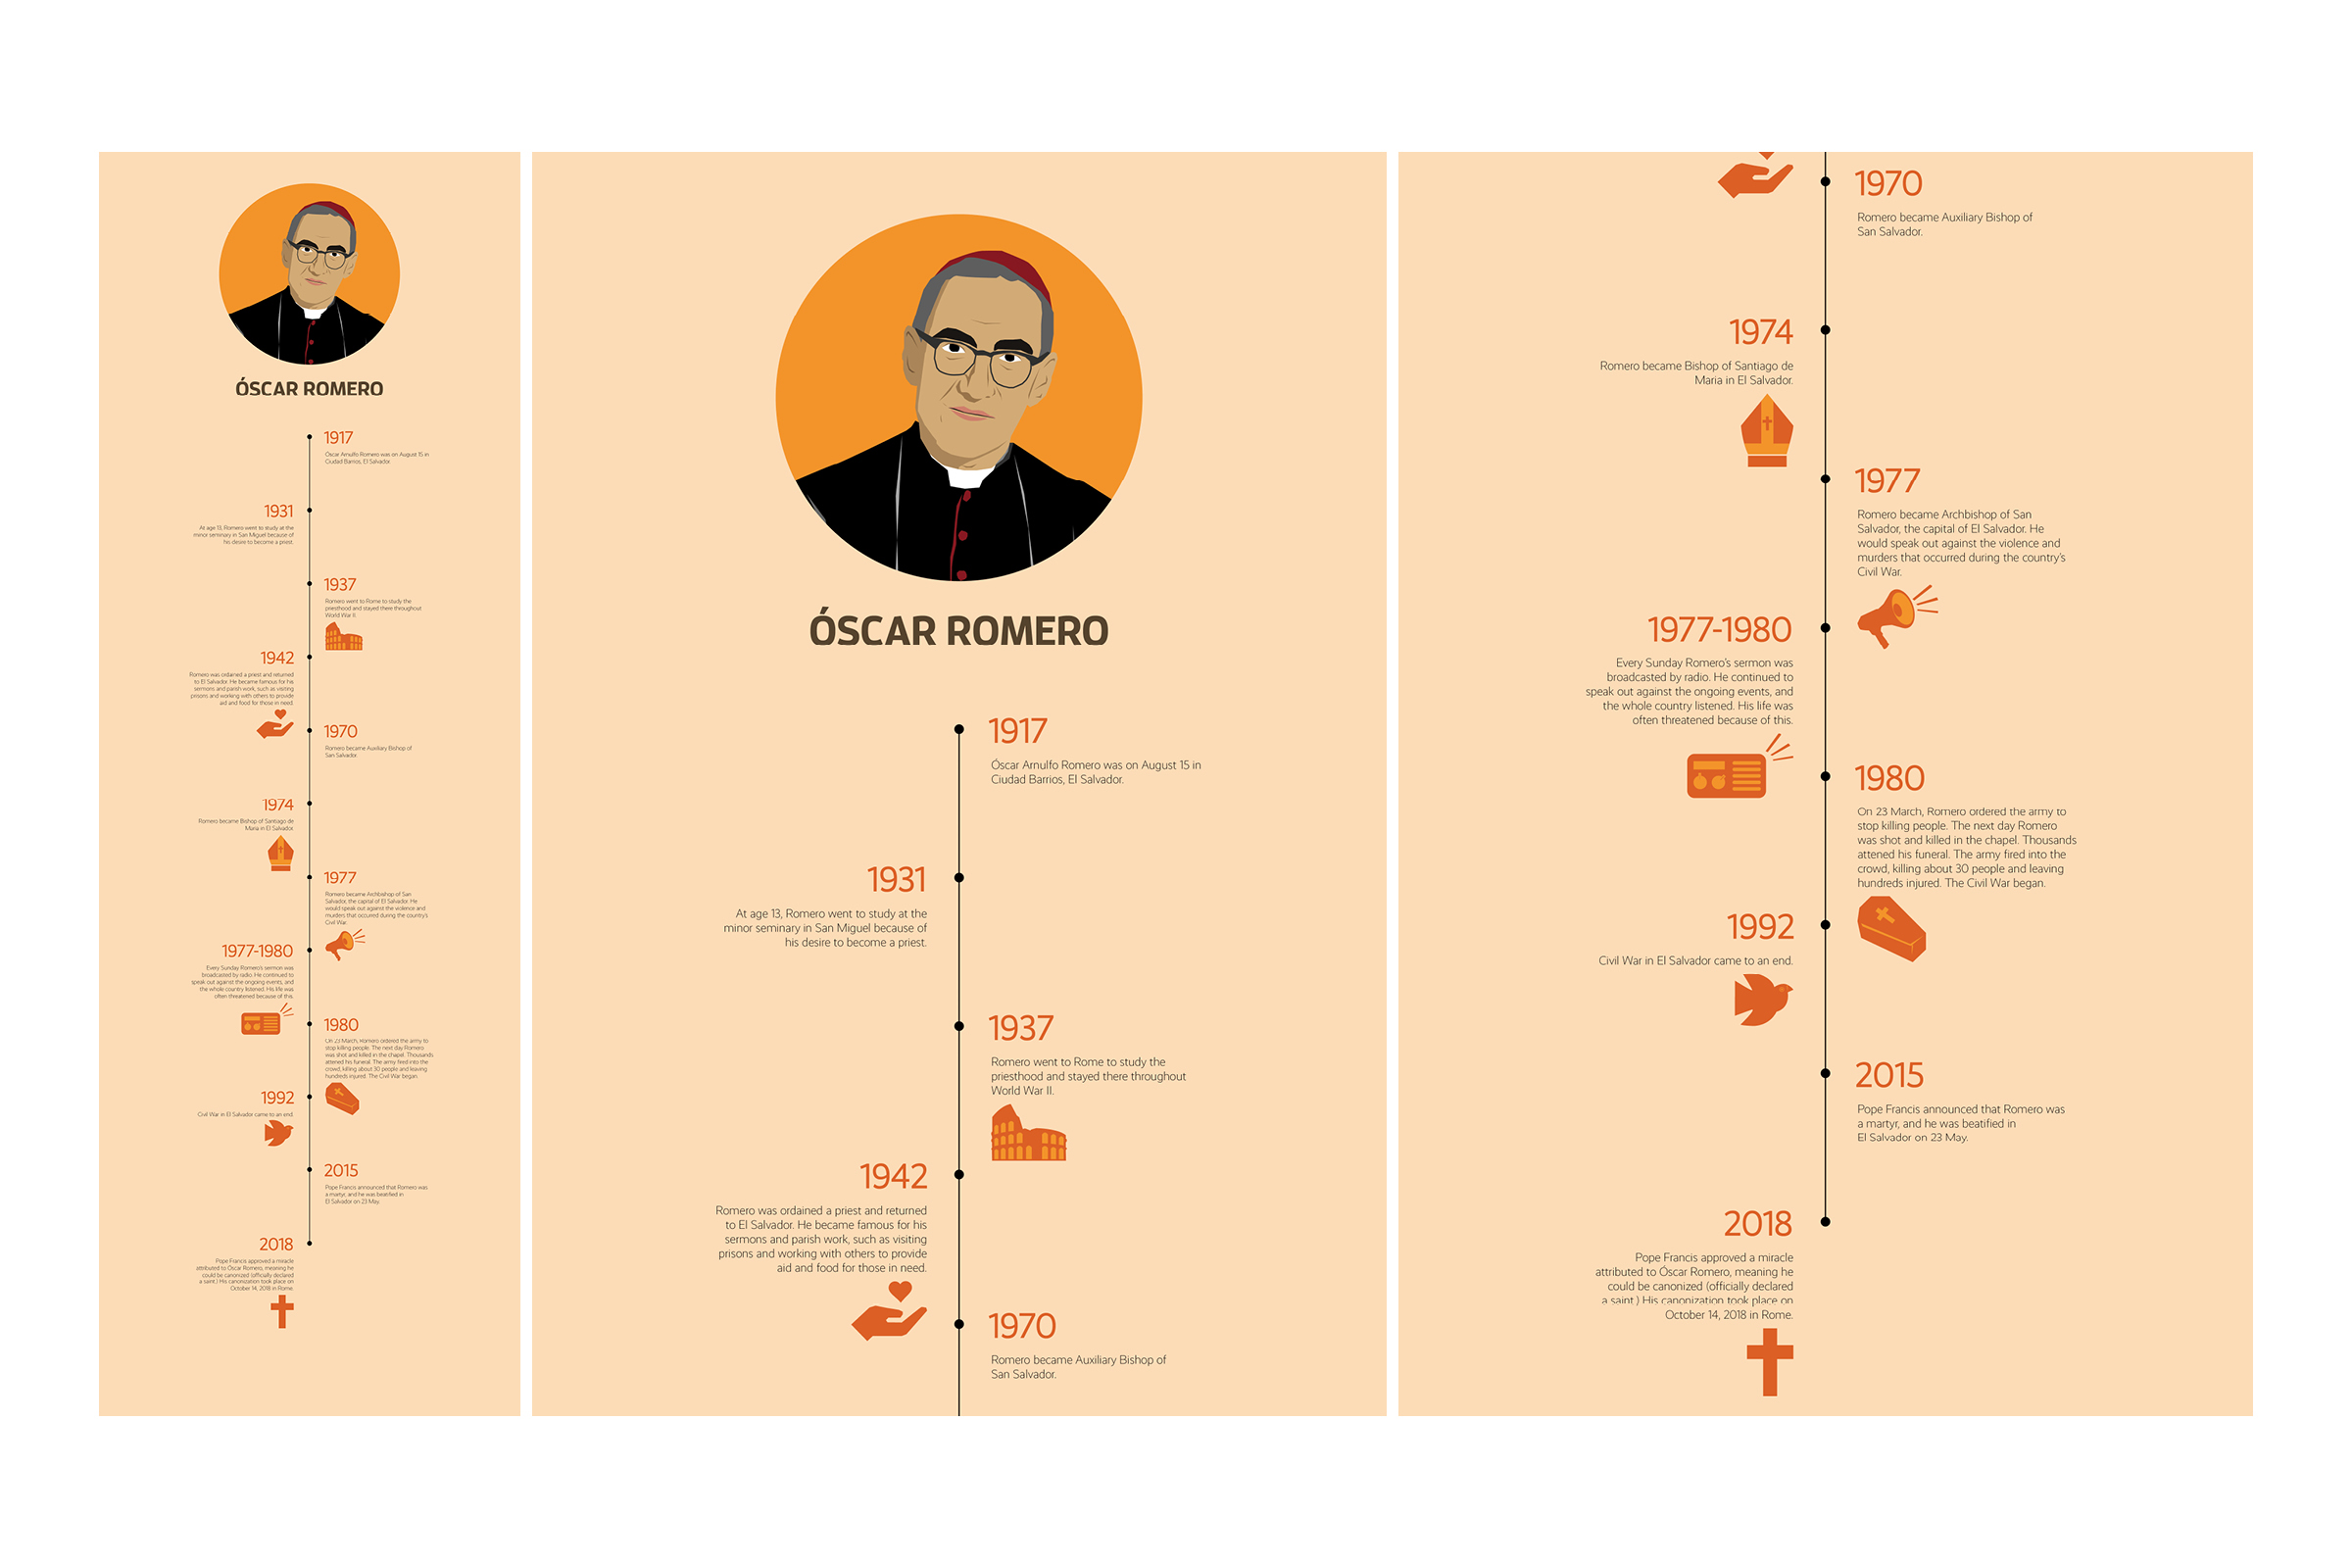 ÓSCAR ROMERO
1917
Óscar Arnulfo Romero was on August 15 in
Ciudad Barrios, El Salvador
1931
At age 13, Romero went to study at the
minor seminary in San Miguel because of
his desire to become a priest.
1937
Romero went to Rome to study the
priesthood and stayed there throughout
World War II.
1942
Romero was ordained a priest and returned
to El Salvador. He became famous for his
sermons and parish work, such as visiting
prisons and working with others to provide
aid and food for those in need.
1970
Romero became Auxiliary Bishop of
San Salvador.
1974
Romero became Bishop of Santiago de
Maria in El Salvador.
1977
Romero became Archbishop of San
Salvador, the capital of El Salvador. He
would speak out against the violence and
murders that occurred during the country's
Civil War.
1977-1980
Every Sunday Romero's sermon was
broadcasted by radio. He continued to
speak out against the ongoing events, and
the whole country listened. His life was
often threatened because of this.
1980
On 23 March, Romero ordered the army to
stop killing people. The next day Romero
was shot and killed in the chapel. Thousands
attened his funeral. The army fired into the
crowd, killing about 30 people and leaving
hundreds injured. The Civil War began.
1992
Civil War in El Salvador came to an end.
2015
Pope Francis announced that Romero was
a martyr, and he was beatified in
El Salvador on 23 May.
2018
Pope Francis approved a miracle
attributed to Óscar Romero, meaning he
could be canonized (officially declared
a saint.) His canonization took place on
October 14, 2018 in Rome.
ÓSCAR ROMERO
1917
Óscar Arnulfo Romero was on August 15 in
Ciudad Barrios, El Salvador.
1931
At age 13, Romero went to study at the
minor seminary in San Miguel because of
his desire to become a priest.
1937
Romero went to Rome to study the
priesthood and stayed there throughout
World War II.
1942
Romero was ordained a priest and returned
to El Salvador. He became famous for his
sermons and parish work, such as visiting
prisons and working with others to provide
aid and food for those in need.
1970
Romero became Auxiliary Bishop of
San Salvador.
1970
Romero became Auxiliary Bishop of
San Salvador.
1974
Romero became Bishop of Santiago de
Maria in El Salvador.
1977
Romero became Archbishop of San
Salvador, the capital of El Salvador. He
would speak out against the violence and
murders that occurred during the country's
Civil War.
1977-1980
Every Sunday Romero's sermon was
broadcasted by radio. He continued to
speak out against the ongoing events, and
the whole country listened. His life was
often threatened because of this.
1980
On 23 March, Romero ordered the army to
stop killing people. The next day Romero
was shot and killed in the chapel. Thousands
attened his funeral. The army fired into the
crowd, killing about 30 people and leaving
hundreds injured. The Civil War began.
1992
Civil War in El Salvador came to an end.
2015
Pope Francis announced that Romero was
a martyr, and he was beatified in
El Salvador on 23 May.
2018
Pope Francis approved a miracle
attributed to Óscar Romero, meaning he
could be canonized (officially declared
a saint.) His canonization took place on
October 14, 2018 in Rome.